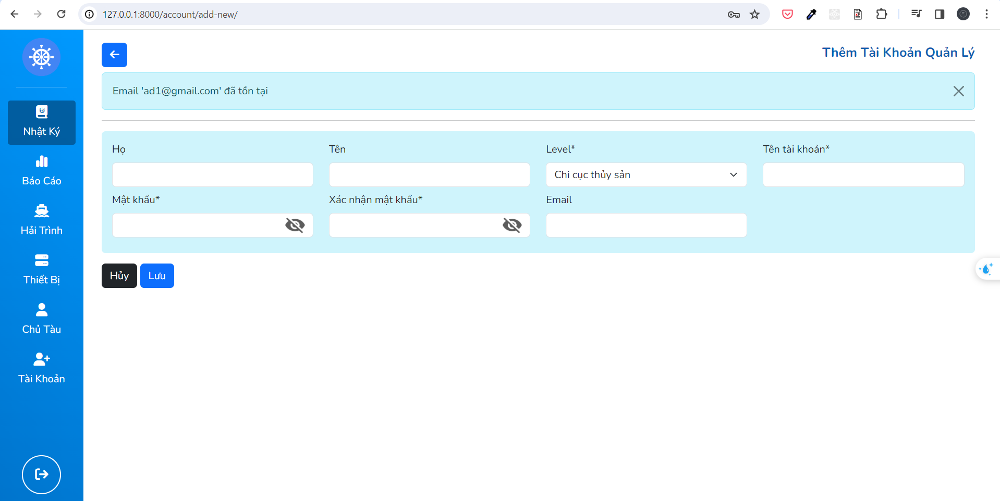 127.0.0.1:8000/account/add-new/
Thêm Tài Khoản Quản Lý
Email 'ad1@gmail.com' đã tồn tại
Nhật Ký
Báo Cáo
Hải Trình
Thiết Bị
Chủ Tàu
Tài Khoản
Họ
Tên
Level*
Tên tài khoản*
Chi cục thủy sản
Mật khẩu*
Xác nhận mật khẩu*
Email
Hủy
Lưu